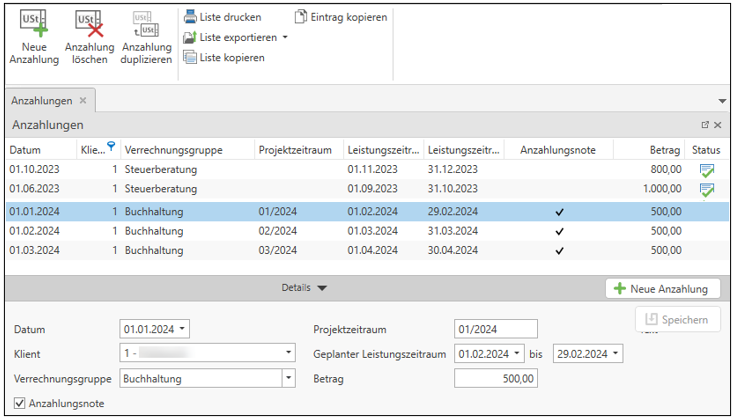 USt USt USt USt
Neue Anzahlung Anzahlung
Anzahlung löschen duplizieren
Liste drucken Eintrag kopieren
Liste exportieren
Liste kopieren
Anzahlungen
Anzahlungen
Datum Klie... Verrechnungsgruppe Projektzeitraum Leistungszeitr... Leistungszeitr... Anzahlungsnote Betrag Status
01.10.2023 1 Steuerberatung 01.11.2023 31.12.2023 800,00
01.06.2023 1 Steuerberatung 01.09.2023 31.10.2023 1.000,00
01.01.2024 1 Buchhaltung 01/2024 01.02.2024 29.02.2024 500,00
01.02.2024 1 Buchhaltung 02/2024 01.03.2024 31.03.2024 500,00
01.03.2024 1 Buchhaltung 03/2024 01.04.2024 30.04.2024 500,00
Details Neue Anzahlung
Speichern
Datum 01.01.2024 Projektzeitraum 01/2024
Klient 1 - Geplanter Leistungszeitraum 01.02.2024 bis 29.02.2024
Verrechnungsgruppe Buchhaltung Betrag 500,00
Anzahlungsnote